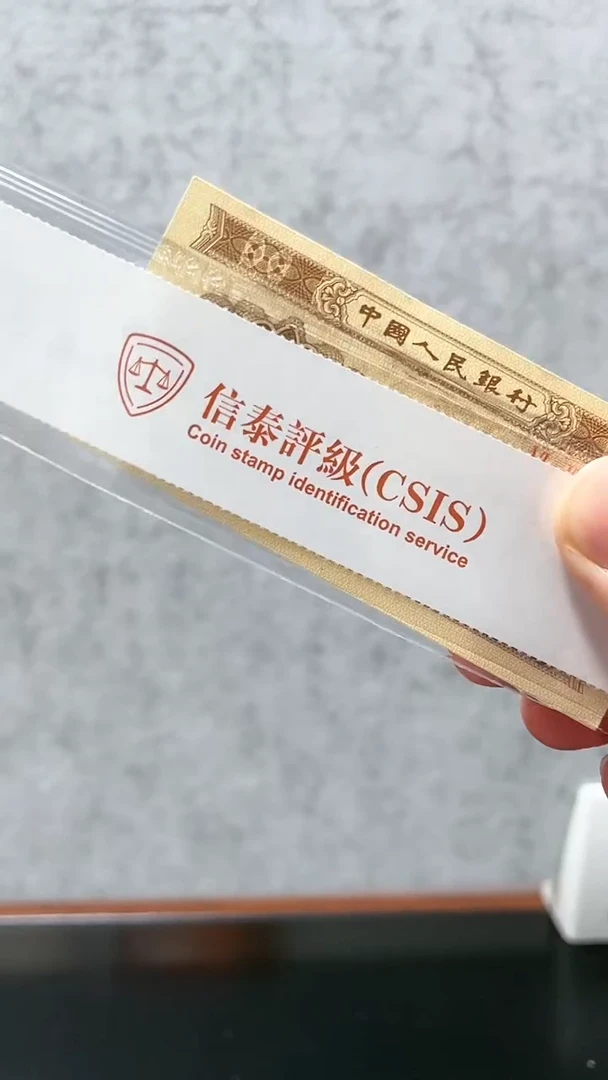 中國人民銀行
信泰評級(CSIS)
Coin stamp identification service